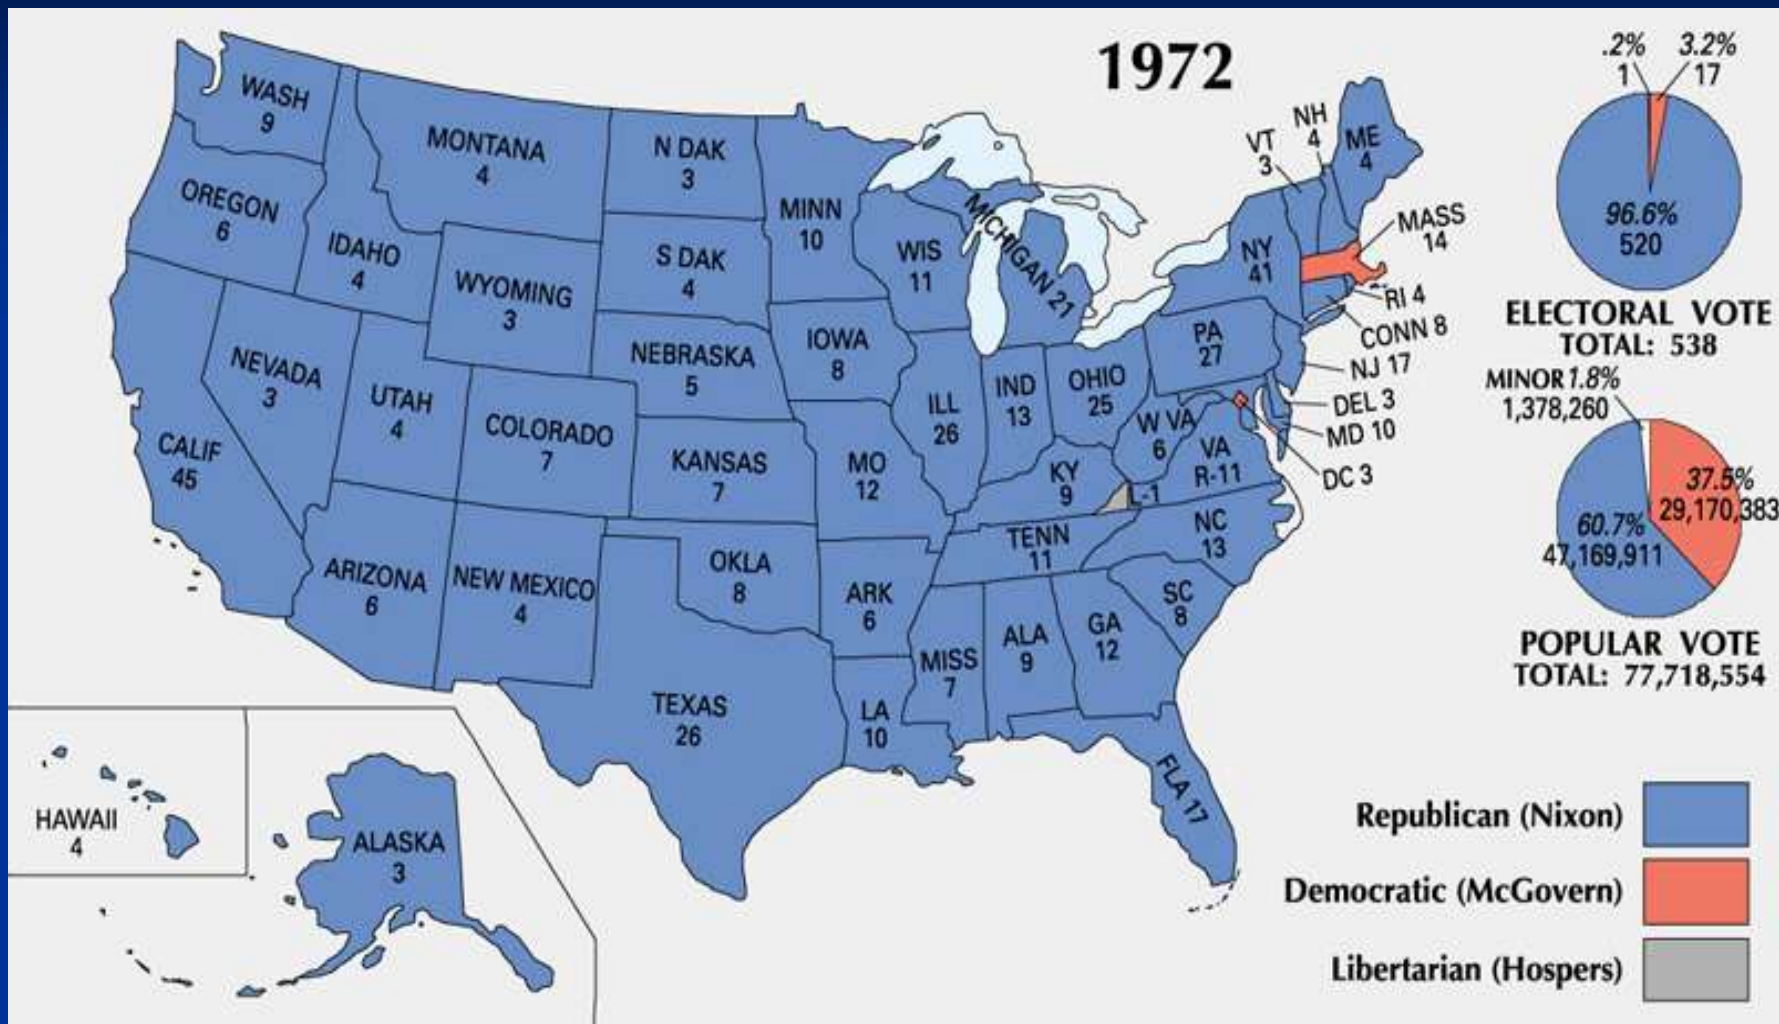 1972
WASH
9
OREGON
6
CALIF
45
IDAHO
4
NEVADA
3
MONTANA
4
WYOMING
3
UTAH
4
ARIZONA
6
COLORADO
7
NEW MEXICO
4
N DAK
3
S DAK
4
NEBRASKA
5
KANSAS
7
OKLA
8
TEXAS
26
MINN
10
IOWA
8
MO
12
ARK
6
LA
10
WIS
11
ILL
26
MICHIGAN 21
IND
13
OHIO
25
KY
9
TENN
11
MISS
7
ALA
9
GA
12
FLA 17
SC
8
NC
13
VA
R-11
L-1
W VA
6
PA
27
NY
41
VT
3
NH
4
ME
4
MASS
14
RI 4
CONN 8
NJ 17
DEL 3
MD 10
DC 3
HAWAII
4
ALASKA
3
.2%
1
3.2%
17
96.6%
520
ELECTORAL VOTE
TOTAL: 538
MINOR 1.8%
1,378,260
37.5%
29,170,383
60.7%
47,169,911
POPULAR VOTE
TOTAL: 77,718,554
Republican (Nixon)
Democratic (McGovern)
Libertarian (Hospers)